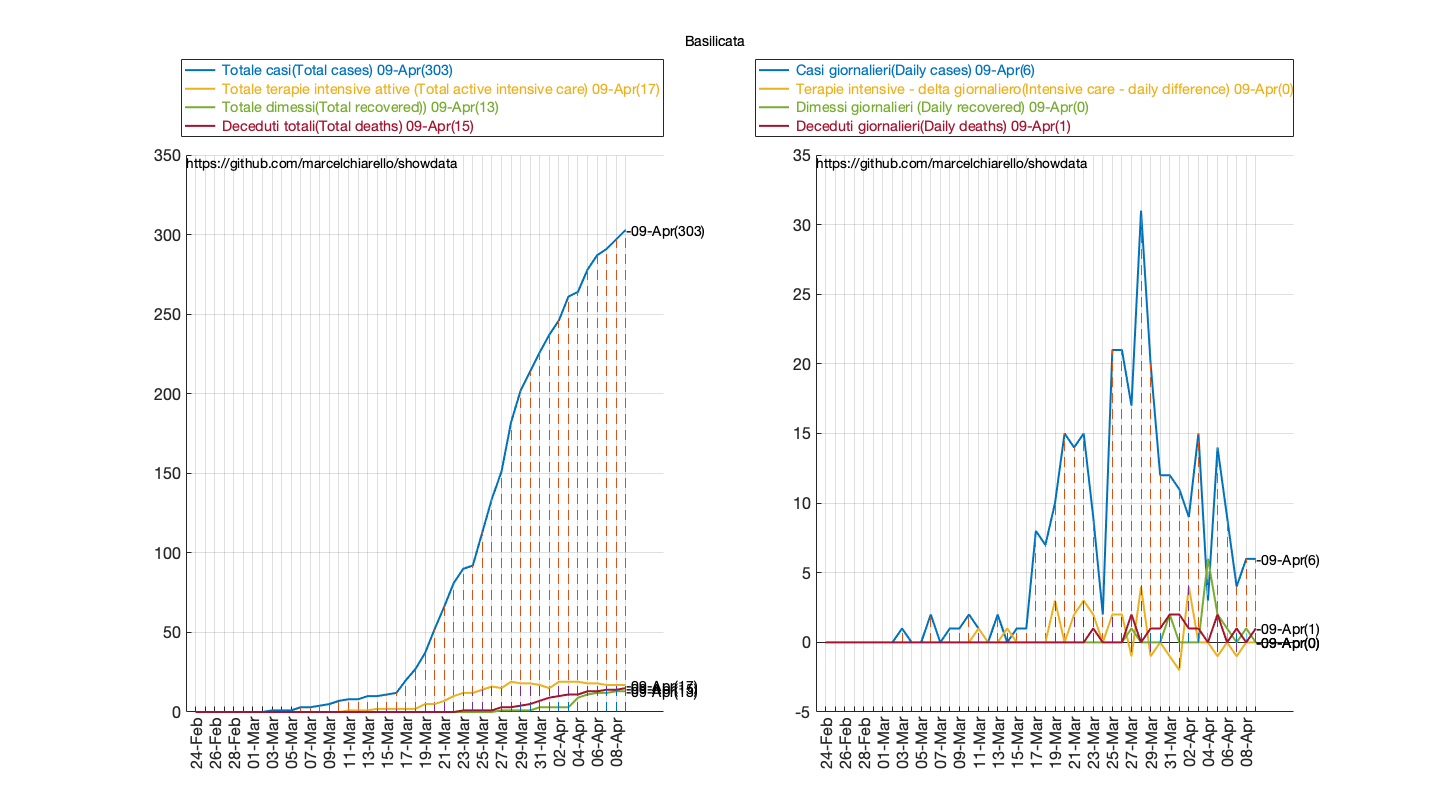 Basilicata
Totale casi(Total cases) 09-Apr(303)
Totale terapie intensive attive (Total active intensive care) 09-Apr(17)
Totale dimessi(Total recovered)) 09-Apr(13)
Deceduti totali(Total deaths) 09-Apr(15)
https://github.com/marcelchiarello/showdata
350
300
250
200
150
100
50
0
-09-Apr(303)
-09-Apr(17)
-09-Apr(13)
24-Feb
26-Feb
28-Feb
01-Mar
03-Mar
05-Mar
07-Mar
09-Mar
11-Mar
13-Mar
15-Mar
17-Mar
19-Mar
21-Mar
23-Mar
25-Mar
27-Mar
29-Mar
31-Mar
02-Apr
04-Apr
06-Apr
08-Apr
Casi giornalieri(Daily cases) 09-Apr(6)
Terapie intensive - delta giornaliero(Intensive care - daily difference) 09-Apr(0)
Dimessi giornalieri (Daily recovered) 09-Apr(0)
Deceduti giornalieri(Daily deaths) 09-Apr(1)
https://github.com/marcelchiarello/showdata
35
30
25
20
15
10
5
0
-5
-09-Apr(6)
-09-Apr(1)
-09-Apr(0)
24-Feb
26-Feb
28-Feb
01-Mar
03-Mar
05-Mar
07-Mar
09-Mar
11-Mar
13-Mar
15-Mar
17-Mar
19-Mar
21-Mar
23-Mar
25-Mar
27-Mar
29-Mar
31-Mar
02-Apr
04-Apr
06-Apr
08-Apr